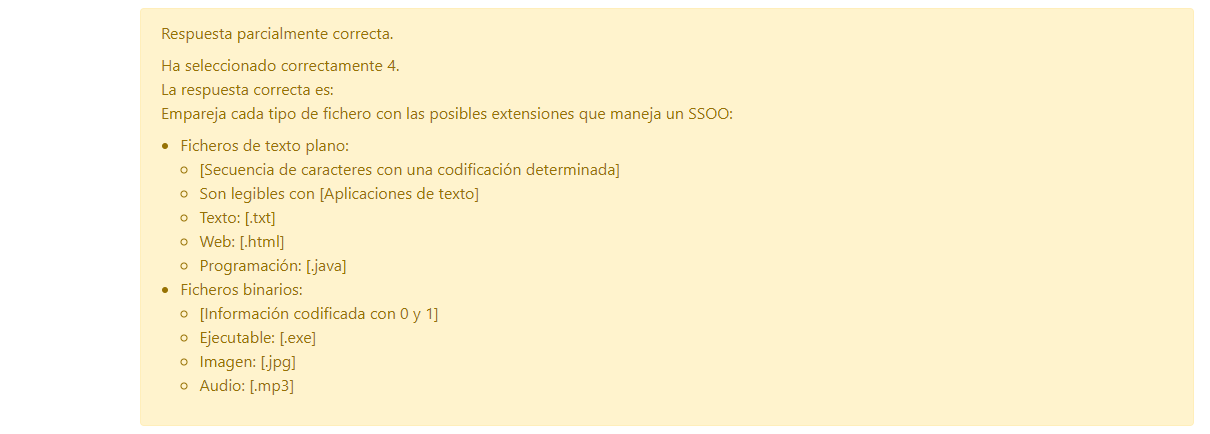 Respuesta parcialmente correcta.
Ha seleccionado correctamente 4.
La respuesta correcta es:
Empareja cada tipo de fichero con las posibles extensiones que maneja un SSOO:
Ficheros de texto plano:
[Secuencia de caracteres con una codificación determinada]
Son legibles con [Aplicaciones de texto]
Texto: [.txt]
Web: [.html]
Programación: [.java]
Ficheros binarios:
[Información codificada con 0 y 1]
Ejecutable: [.exe]
Imagen: [.jpg]
Audio: [.mp3]